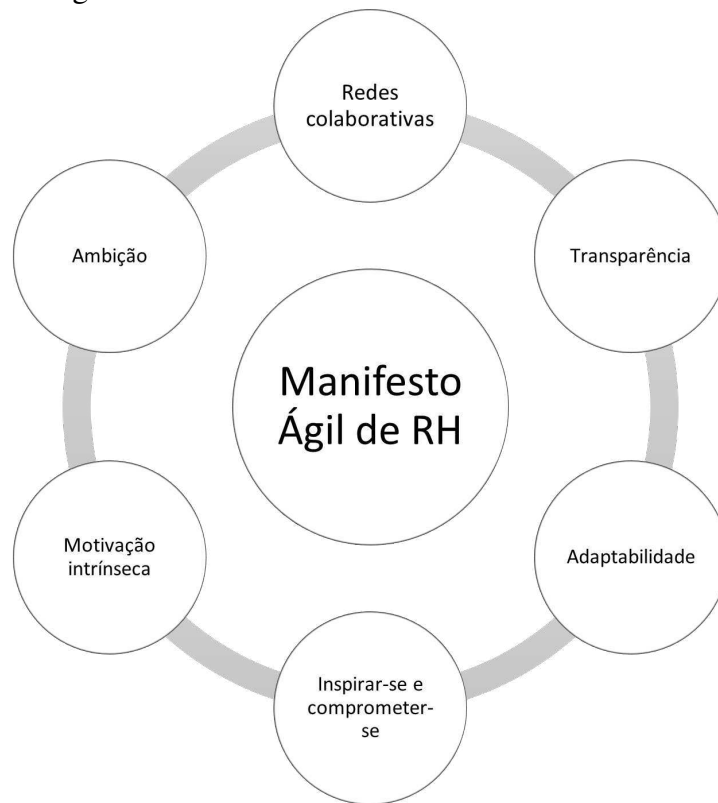 Redes
colaborativas
Transparência
Adaptabilidade
Inspirar-se e
comprometer-
se
Motivação
intrínseca
Ambição
Manifesto
Ágil de RH